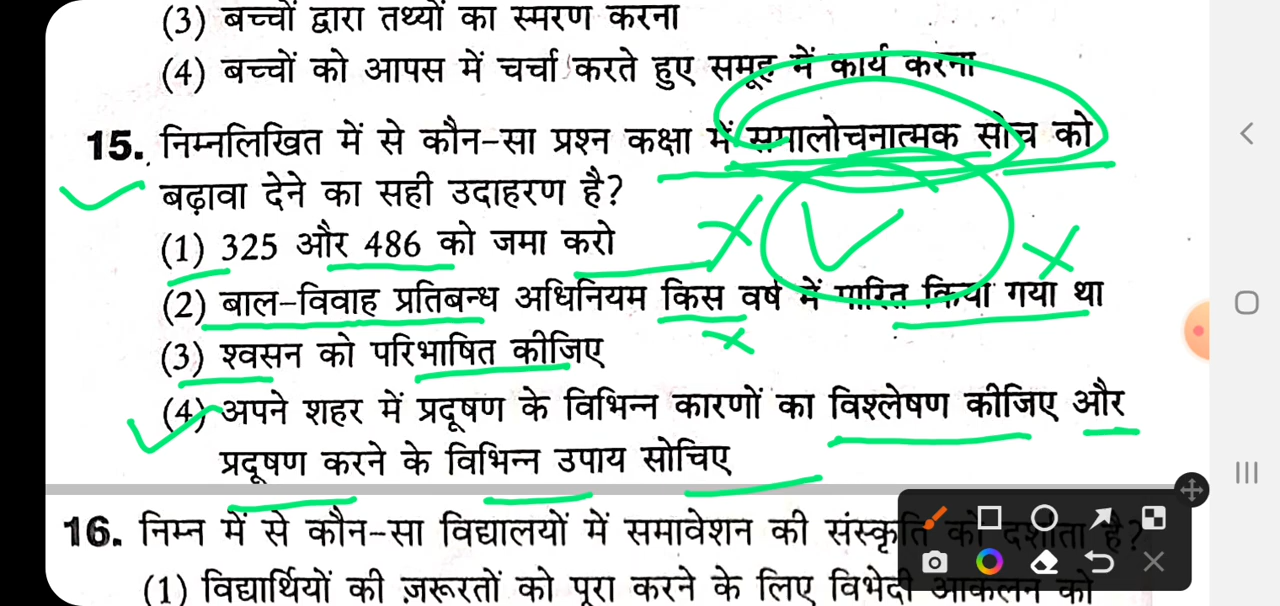 (3) बच्चों द्वारा तथ्यों का स्मरण करना
(4) बच्चों को आपस में चर्चा करते हुए समूह में कार्य करना
15. निम्नलिखित में से कौन-सा प्रश्न कक्षा में समालोचनात्मक सोच को
बढ़ावा देने का सही उदाहरण है?
(1) 325 और 486 को जमा करो
(2) बाल-विवाह प्रतिबन्ध अधिनियम किस वर्ष में पारित किया गया था
(3) श्वसन को परिभाषित कीजिए
(4) अपने शहर में प्रदूषण के विभिन्न कारणों का विश्लेषण कीजिए और
प्रदूषण करने के विभिन्न उपाय सोचिए
16. निम्न में से कौन-सा विद्यालयों में समावेशन की संस्कृति को दर्शाता है?
(1) विद्यार्थियों की ज़रूरतों को पूरा करने के लिए विभेदी आकलन को